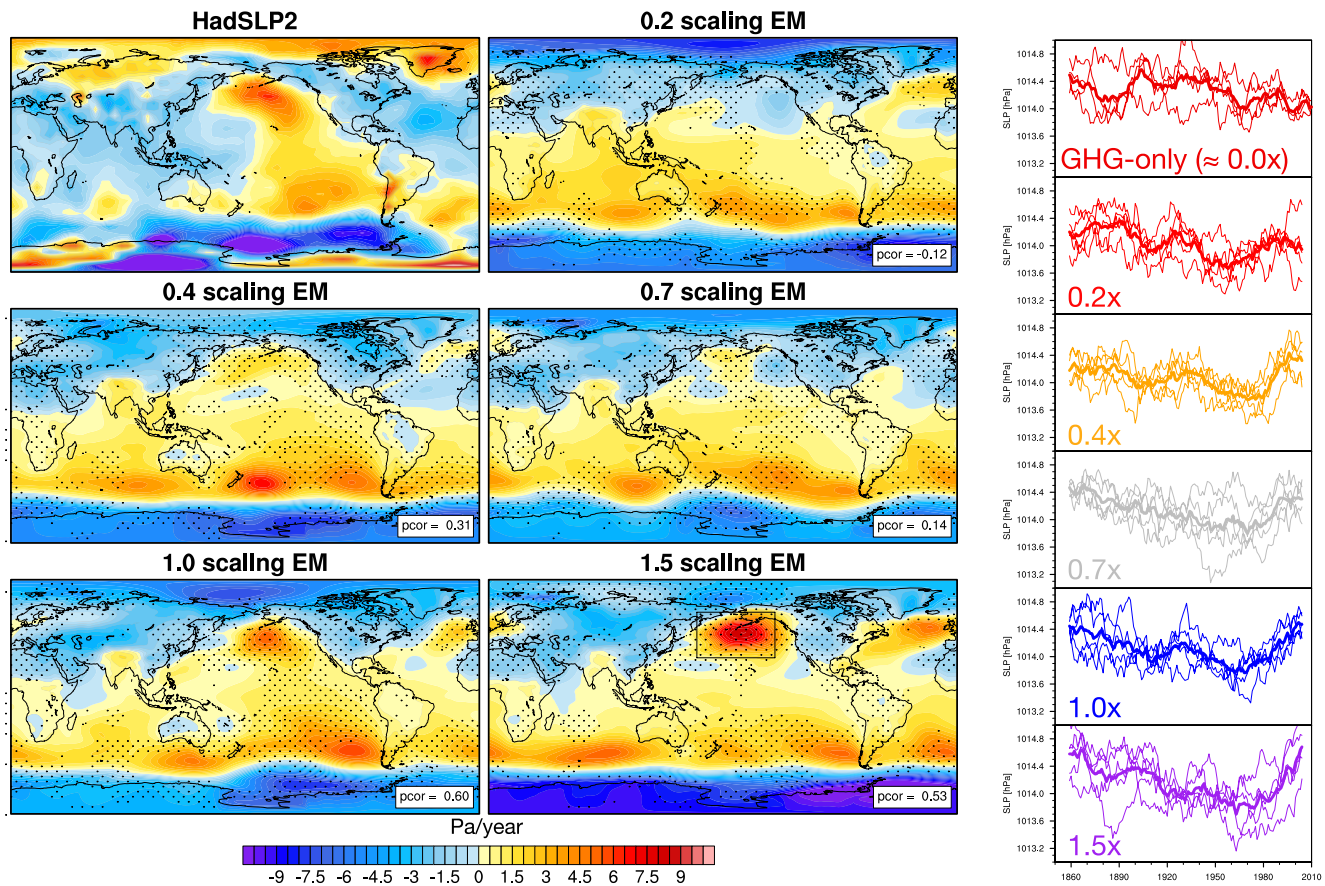 HadSLP2
0.2 scaling EM
pcor = -0.12
0.4 scaling EM
0.7 scaling EM
pcor = 0.31
pcor = 0.14
1.0 scaling EM
1.5 scaling EM
pcor = 0.60
pcor = 0.53
Pa/year
-9 -7.5 -6 -4.5 -3 -1.5 0 1.5 3 4.5 6 7.5 9
SLP [hPa]
1014.8
1014.4
1014.0
1013.6
1013.2
GHG-only (≈ 0.0x)
SLP [hPa]
1014.8
1014.4
1014.0
1013.6
1013.2
0.2x
SLP [hPa]
1014.8
1014.4
1014.0
1013.6
1013.2
0.4x
SLP [hPa]
1014.8
1014.4
1014.0
1013.6
1013.2
0.7x
SLP [hPa]
1014.8
1014.4
1014.0
1013.6
1013.2
1.0x
SLP [hPa]
1014.8
1014.4
1014.0
1013.6
1013.2
1.5x
1860 1890 1920 1950 1980 2010